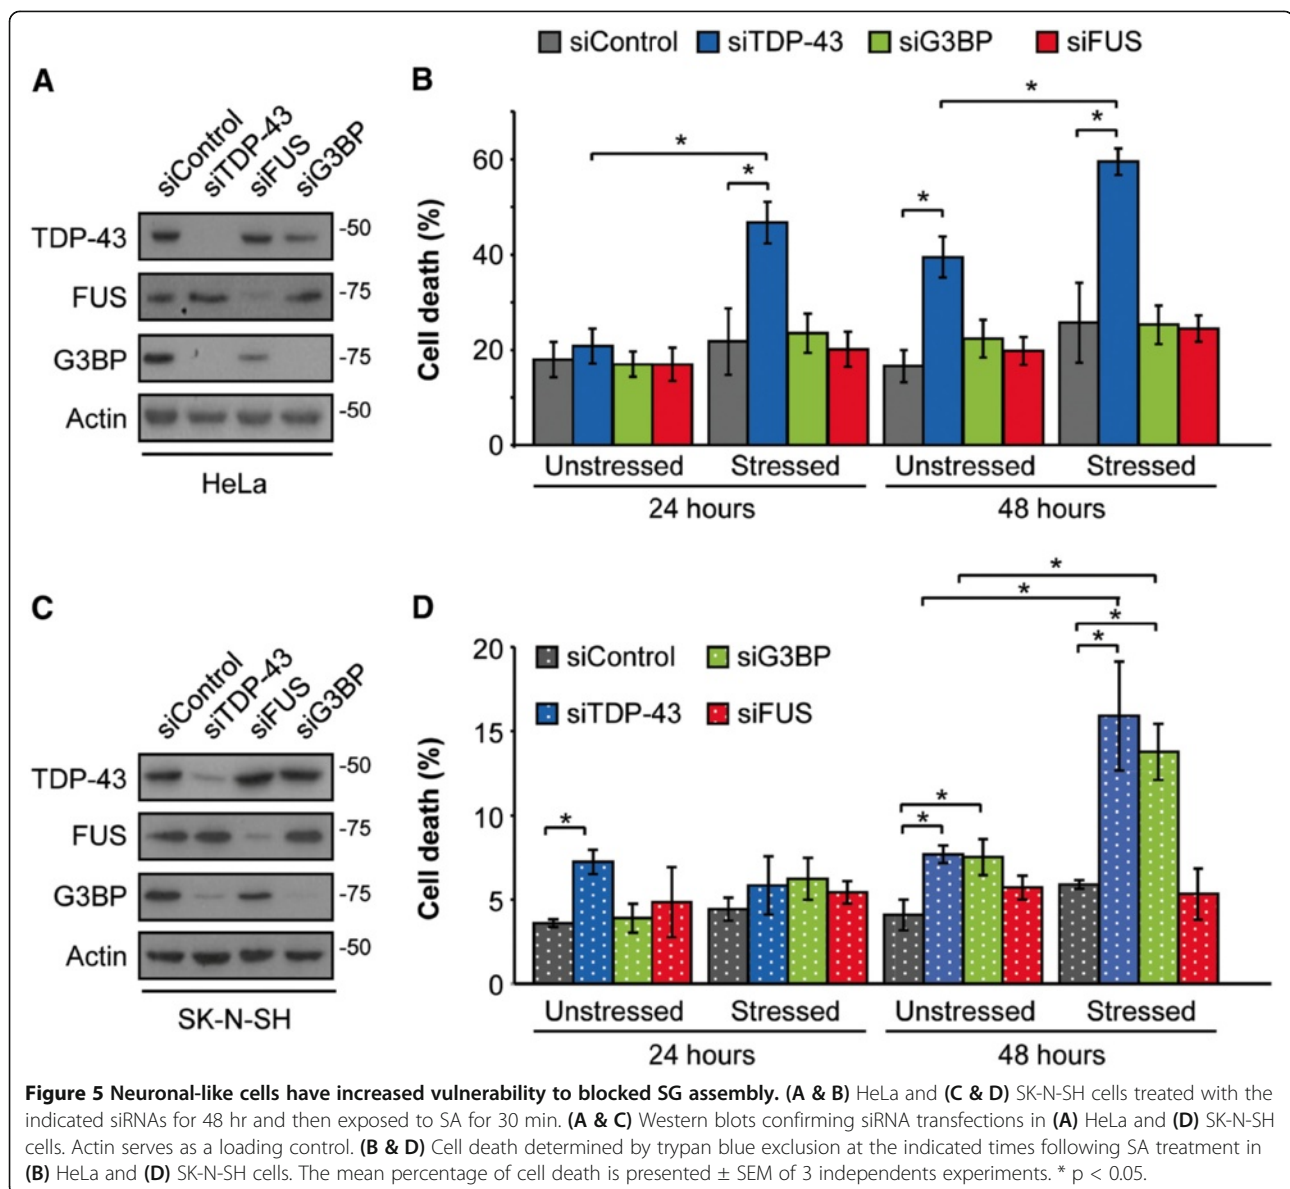 siControl siTDP-43 siG3BP siFUS
A
siControl siTDP-43 siFUS siG3BP
TDP-43 -50
FUS -75
G3BP -75
Actin -50
HeLa
B
Cell death (%)
60
40
20
0
* * * * *
Unstressed Stressed Unstressed Stressed
24 hours 48 hours
C
siControl siTDP-43 siFUS siG3BP
TDP-43 -50
FUS -75
G3BP -75
Actin -50
SK-N-SH
D
siControl siG3BP
siTDP-43 siFUS
Cell death (%)
20
15
10
5
0
* * * * * * *
Unstressed Stressed Unstressed Stressed
24 hours 48 hours
Figure 5 Neuronal-like cells have increased vulnerability to blocked SG assembly. (A & B) HeLa and (C & D) SK-N-SH cells treated with the
indicated siRNAs for 48 hr and then exposed to SA for 30 min. (A & C) Western blots confirming siRNA transfections in (A) HeLa and (D) SK-N-SH
cells. Actin serves as a loading control. (B & D) Cell death determined by trypan blue exclusion at the indicated times following SA treatment in
(B) HeLa and (D) SK-N-SH cells. The mean percentage of cell death is presented ± SEM of 3 independents experiments. * p < 0.05.